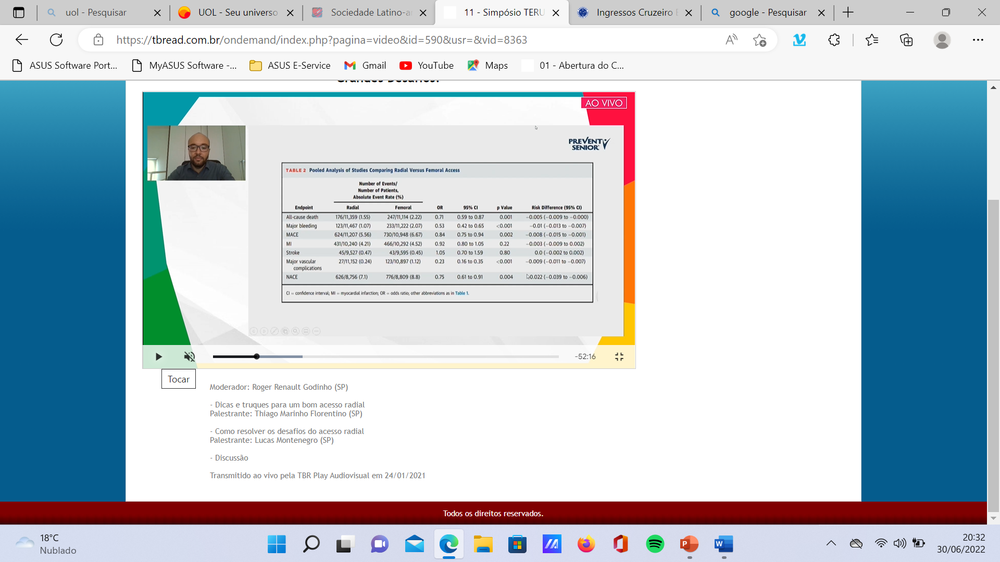 uol - Pesquisar
UOL - Seu universo
Sociedade Latino-a
11 - Simpósio TERU
Ingressos Cruzeiro
google - Pesquisar
https://tbread.com.br/ondemand/index.php?pagina=video&id=590&usr=&vid=8363
ASUS Software Port...
MyASUS Software -...
ASUS E-Service
Gmail
YouTube
Maps
01 - Abertura do C...
Grandes Desafios!
AO VIVO
PREVENT SENIOR
TABLE 2 Pooled Analysis of Studies Comparing Radial Versus Femoral Access
Number of Events/
Number of Patients,
Absolute Event Rate (%)
Endpoint Radial Femoral OR 95% CI p Value Risk Difference (95% CI)
All-cause death 176/11,359 (1.55) 247/11,114 (2.22) 0.71 0.59 to 0.87 0.001 −0.005 (−0.009 to −0.000)
Major bleeding 123/11,467 (1.07) 233/11,222 (2.07) 0.53 0.42 to 0.65 <0.001 −0.01 (−0.013 to −0.007)
MACE 624/11,207 (5.56) 730/10,948 (6.67) 0.84 0.75 to 0.94 0.002 −0.008 (−0.015 to −0.001)
MI 431/10,240 (4.21) 466/10,292 (4.52) 0.92 0.80 to 1.05 0.22 −0.003 (−0.009 to 0.002)
Stroke 45/9,527 (0.47) 43/9,595 (0.45) 1.05 0.70 to 1.59 0.80 0.0 (−0.002 to 0.002)
Major vascular 27/11,152 (0.24) 123/10,897 (1.12) 0.23 0.16 to 0.35 <0.001 −0.009 (−0.011 to −0.007)
complications
NACE 626/8,756 (7.1) 776/8,809 (8.8) 0.75 0.61 to 0.91 0.004 0.022 (−0.039 to −0.006)
CI = confidence interval; MI = myocardial infarction; OR = odds ratio; other abbreviations as in Table 1.
-52:16
Tocar
Moderador: Roger Renault Godinho (SP)
- Dicas e truques para um bom acesso radial
Palestrante: Thiago Marinho Florentino (SP)
- Como resolver os desafios do acesso radial
Palestrante: Lucas Montenegro (SP)
- Discussão
Transmitido ao vivo pela TBR Play Audiovisual em 24/01/2021
Todos os direitos reservados.
18°C
Nublado
20:32
30/06/2022